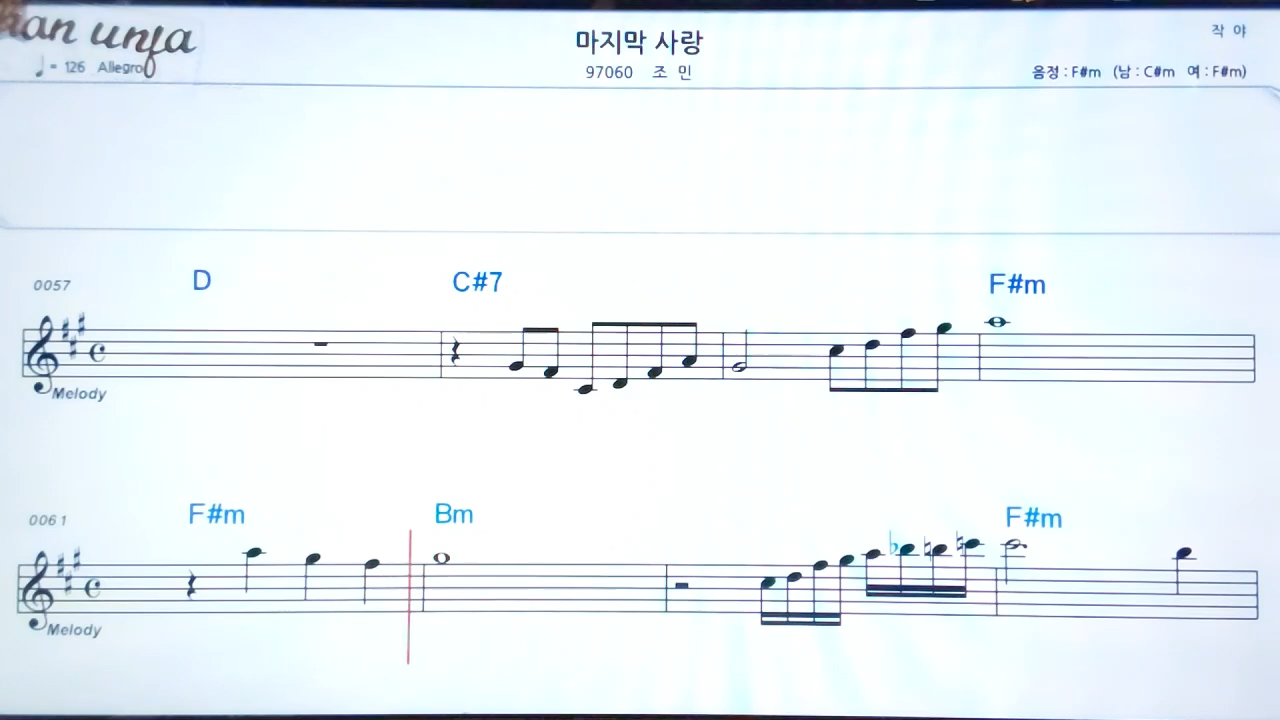 마지막 사랑
작 야
♩= 126 Allegro
97060 조 민
음정 : F#m (남 : C#m 여 : F#m)
0057
D C#7 F#m
Melody
0061
F#m Bm F#m
Melody